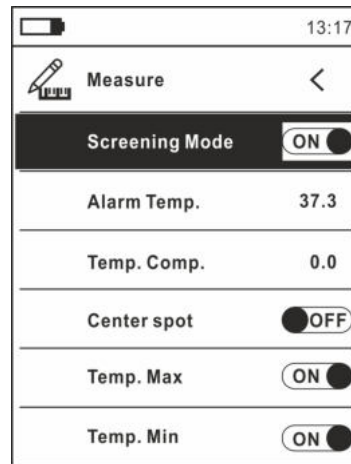 13:17
Measure <
Screening Mode ON
Alarm Temp. 37.3
Temp. Comp. 0.0
Center spot OFF
Temp. Max ON
Temp. Min ON